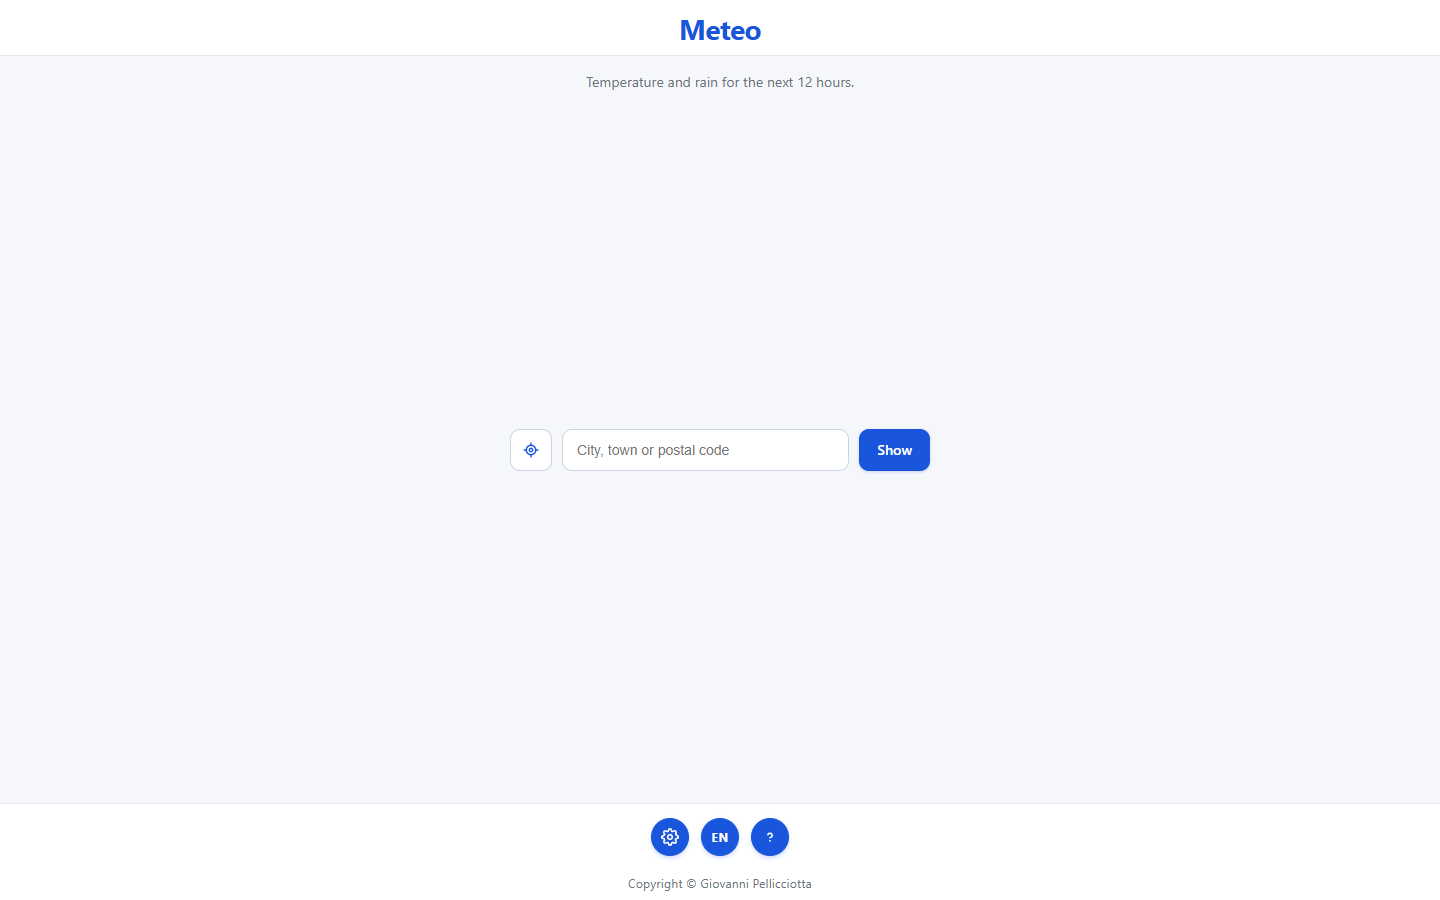 Meteo
Temperature and rain for the next 12 hours.
City, town or postal code
Show
EN
?
Copyright © Giovanni Pellicciotta